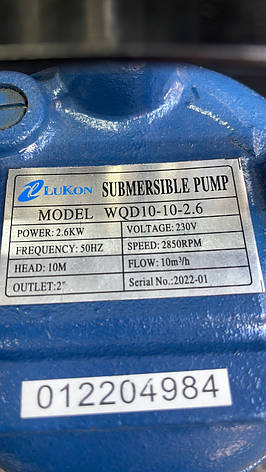 LUKON SUBMERSIBLE PUMP
MODEL WQD10-10-2.6
POWER: 2.6KW VOLTAGE: 230V
FREQUENCY: 50HZ SPEED: 2850RPM
HEAD: 10M FLOW: 10m³/h
OUTLET: 2" Serial No.: 2022-01
012204984